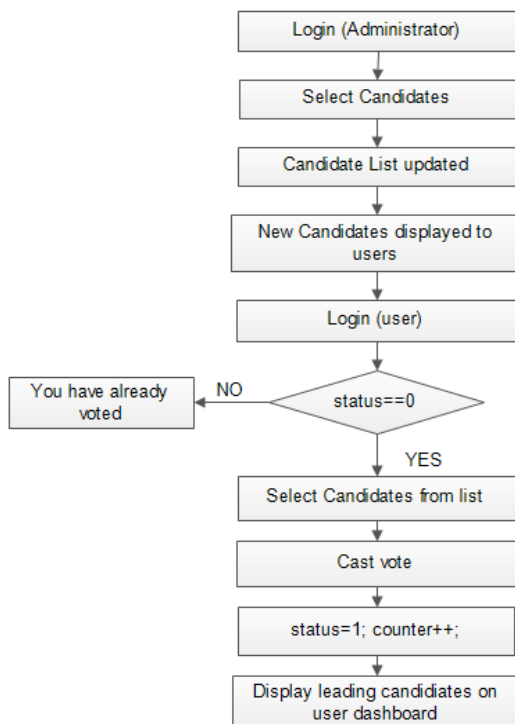 Login (Administrator)
Select Candidates
Candidate List updated
New Candidates displayed to
users
Login (user)
status==0
NO
You have already
voted
YES
Select Candidates from list
Cast vote
status=1; counter++;
Display leading candidates on
user dashboard